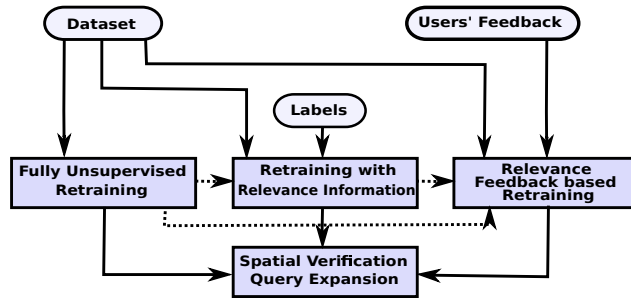 Dataset
Users' Feedback
Labels
Fully Unsupervised
Retraining
Retraining with
Relevance Information
Relevance
Feedback based
Retraining
Spatial Verification
Query Expansion